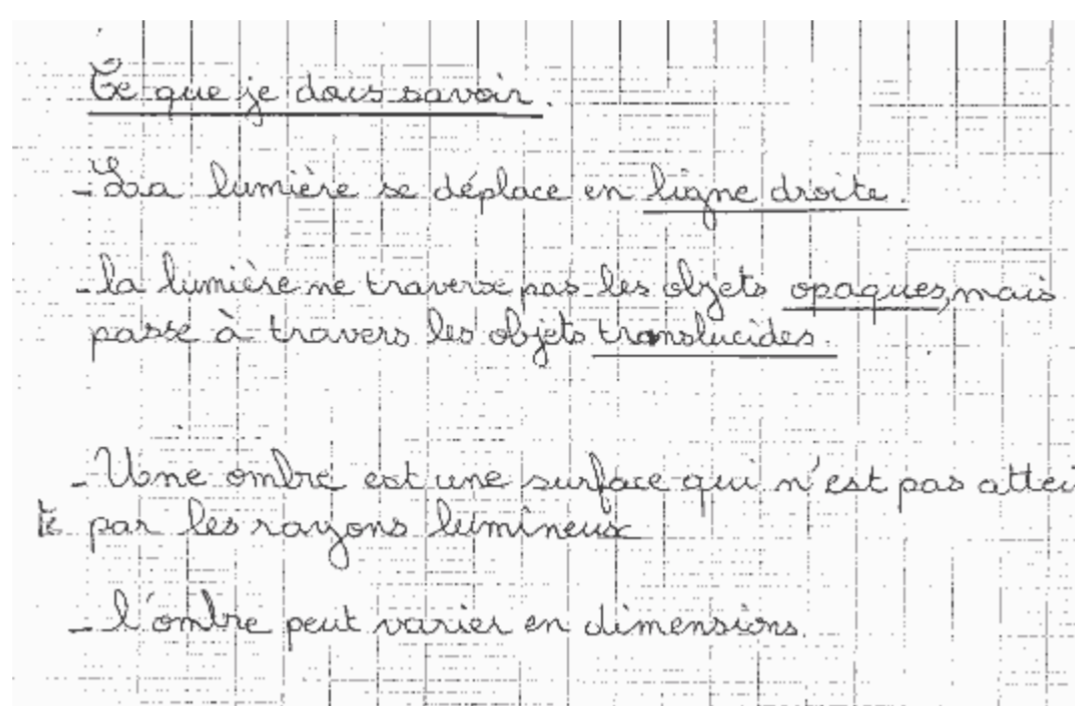 Ce que je dois savoir.
- La lumière se déplace en ligne droite.
- la lumière ne traverse pas les objets opaques, mais
passe à travers les objets translucides.
- Une ombre est une surface qui n'est pas attei
te par les rayons lumineux
- l'ombre peut varier en dimensions.